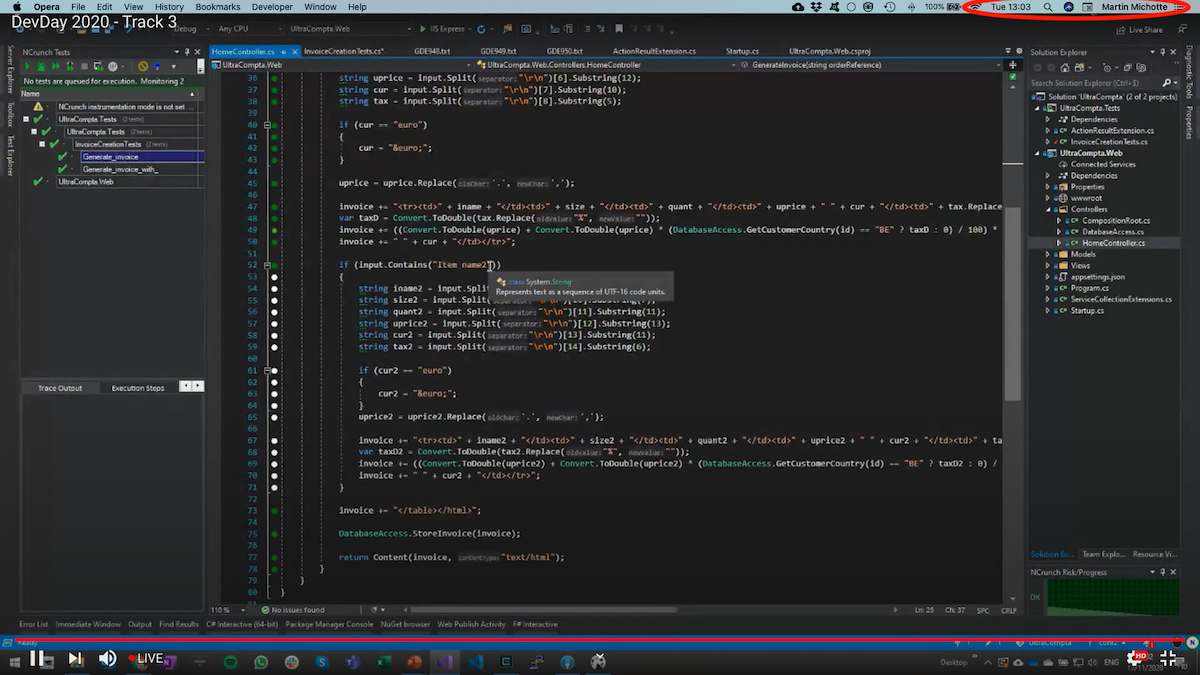 Opera File Edit View History Bookmarks Developer Window Help 100% Tue 13:03 Martin Michotte
DevDay 2020 - Track 3
Debug Any CPU UltraCompta.Web IIS Express Live Share
NCrunch Tests
No tests are queued for execution. Monitoring 2
Name
NCrunch instrumentation mode is not set ...
UltraCompta Tests (2 tests)
UltraCompta Tests (2 tests)
InvoiceCreationTests (2 tests)
Generate_invoice
Generate_invoice_with_
UltraCompta Web
Server Explorer
Toolbox
Test Explorer
Trace Output Execution Steps
HomeController.cs InvoiceCreationTests.cs* GDE948.txt GDE949.txt GDE950.txt ActionResultExtension.cs Startup.cs UltraCompta.Web.csproj
UltraCompta.Web UltraCompta.Web.Controllers.HomeController GenerateInvoice(string orderReference)
36 string uprice = input.Split(separator: "\r\n")[6].Substring(12);
37 string cur = input.Split(separator: "\r\n")[7].Substring(10);
38 string tax = input.Split(separator: "\r\n")[8].Substring(5);
39
40 if (cur == "euro")
41 {
42 cur = "&euro;";
43 }
44
45 uprice = uprice.Replace(oldChar: '.', newChar: ',');
46
47 invoice += "<tr><td>" + iname + "</td><td>" + size + "</td><td>" + quant + "</td><td>" + uprice + " " + cur + "</td><td>" + tax.Replace
48 var taxD = Convert.ToDouble(tax.Replace(oldValue: "%", newValue: ""));
49 invoice += ((Convert.ToDouble(uprice) + Convert.ToDouble(uprice) * (DatabaseAccess.GetCustomerCountry(id) == "BE" ? taxD : 0) / 100) *
50 invoice += " " + cur + "</td></tr>";
51
52 if (input.Contains("Item name2"))
53 {
class System.String
Represents text as a sequence of UTF-16 code units.
54 string iname2 = input.Split
55 string size2 = input.Split(
56 string quant2 = input.Split(separator: "\r\n")[11].Substring(11);
57 string uprice2 = input.Split(separator: "\r\n")[12].Substring(13);
58 string cur2 = input.Split(separator: "\r\n")[13].Substring(11);
59 string tax2 = input.Split(separator: "\r\n")[14].Substring(6);
60
61 if (cur2 == "euro")
62 {
63 cur2 = "&euro;";
64 }
65 uprice2 = uprice2.Replace(oldChar: '.', newChar: ',');
66
67 invoice += "<tr><td>" + iname2 + "</td><td>" + size2 + "</td><td>" + quant2 + "</td><td>" + uprice2 + " " + cur2 + "</td><td>" + ta
68 var taxD2 = Convert.ToDouble(tax2.Replace(oldValue: "%", newValue: ""));
69 invoice += ((Convert.ToDouble(uprice2) + Convert.ToDouble(uprice2) * (DatabaseAccess.GetCustomerCountry(id) == "BE" ? taxD2 : 0) /
70 invoice += " " + cur2 + "</td></tr>";
71 }
72
73 invoice += "</table></html>";
74
75 DatabaseAccess.StoreInvoice(invoice);
76
77 return Content(invoice, contentType: "text/html");
78 }
79 }
80 }
110 % No issues found Ln: 25 Ch: 37 SPC CRLF
Solution Explorer
Search Solution Explorer (Ctrl+$)
Solution 'UltraCompta' (2 of 2 projects)
UltraCompta.Tests
Dependencies
ActionResultExtension.cs
InvoiceCreationTests.cs
UltraCompta.Web
Connected Services
Dependencies
Properties
wwwroot
Controllers
CompositionRoot.cs
DatabaseAccess.cs
HomeController.cs
Models
Views
appsettings.json
Program.cs
ServiceCollectionExtensions.cs
Startup.cs
Diagnostic Tools
Properties
Solution Ex... Team Explo... Resource Vi...
NCrunch Risk/Progress
OK
Error List Immediate Window Output Find Results C# Interactive (64-bit) Package Manager Console NuGet browser Web Publish Activity F# Interactive
Ready UltraCompta
LIVE Desktop ENG HD
17/11/2020